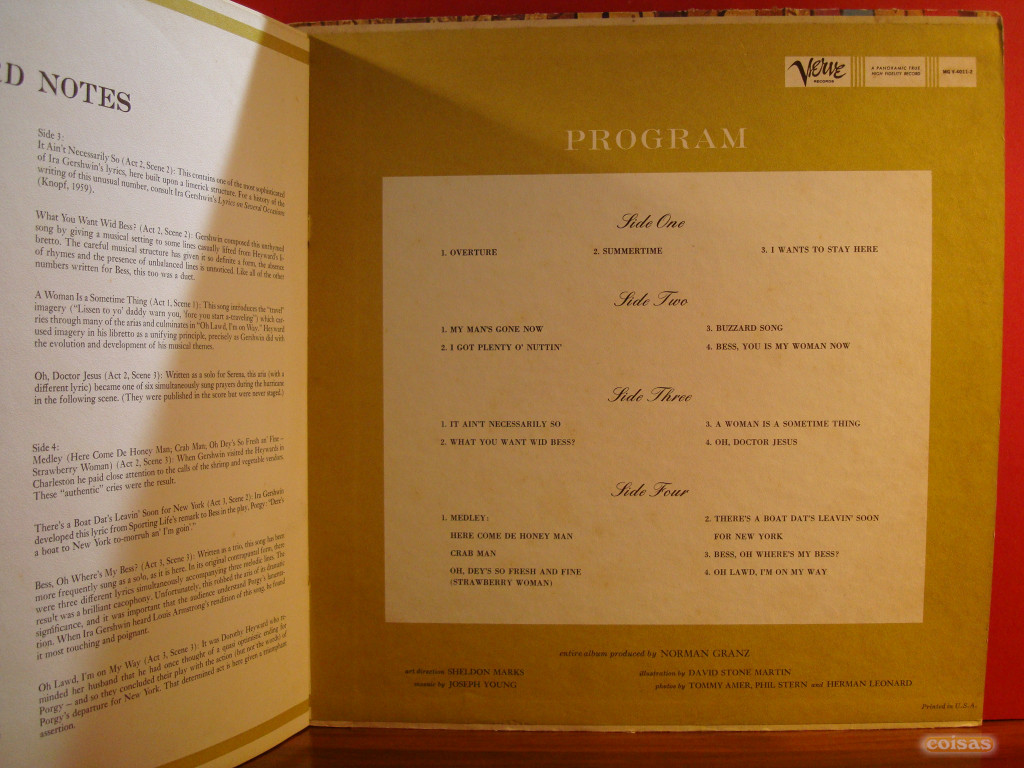 RD NOTES
Side 3:
It Ain't Necessarily So (Act 2, Scene 2): This contains one of the most sophisticated
of Ira Gershwin's lyrics, here built upon a limerick structure. For a history of the
writing of this unusual number, consult Ira Gershwin's Lyrics on Several Occasions
(Knopf, 1959).
What You Want Wid Bess? (Act 2, Scene 2): Gershwin composed this unrhymed
song by giving a musical setting to some lines casually lifted from Heyward's li-
bretto. The careful musical structure has given it so definite a form, the absence
of rhymes and the presence of unbalanced lines is unnoticed. Like all of the other
numbers written for Bess, this too was a duet.
A Woman Is a Sometime Thing (Act 1, Scene 1): This song introduces the "travel"
imagery ("Lissen to yo' daddy warn you, 'fore you start a-traveling") which car-
ries through many of the arias and culminates in "Oh Lawd, I'm on Way." Heyward
used imagery in his libretto as a unifying principle, precisely as Gershwin did with
the evolution and development of his musical themes.
Oh, Doctor Jesus (Act 2, Scene 3): Written as a solo for Serena, this aria (with a
different lyric) became one of six simultaneously sung prayers during the hurricane
in the following scene. (They were published in the score but were never staged.)
Side 4:
Medley (Here Come De Honey Man; Crab Man; Oh Dey's So Fresh an' Fine –
Strawberry Woman) (Act 2, Scene 3): When Gershwin visited the Heywards in
Charleston he paid close attention to the calls of the shrimp and vegetable vendors.
These "authentic" cries were the result.
There's a Boat Dat's Leavin' Soon for New York (Act 3, Scene 2): Ira Gershwin
developed this lyric from Sporting Life's remark to Bess in the play, Porgy: "Dere's
a boat to New York to-morruh an' I'm goin'."
Bess, Oh Where's My Bess? (Act 3, Scene 3): Written as a trio, this song has been
more frequently sung as a solo, as it is here. In its original contrapuntal form, there
were three different lyrics simultaneously accompanying three melodic lines. The
result was a brilliant cacophony. Unfortunately, this robbed the aria of its dramatic
significance, and it was important that the audience understand Porgy's lamenta-
tion. When Ira Gershwin heard Louis Armstrong's rendition of this song, he found
it most touching and poignant.
Oh Lawd, I'm on My Way (Act 3, Scene 3): It was Dorothy Heyward who re-
minded her husband that he had once thought of a quasi optimistic ending for
Porgy – and so they concluded their play with the action (but not the words) of
Porgy's departure for New York. That determined act is here given a triumphant
assertion.
Verve
RECORDS
A PANORAMIC TRUE
HIGH FIDELITY RECORD
MG V-4011-2
PROGRAM
Side One
1. OVERTURE 2. SUMMERTIME 3. I WANTS TO STAY HERE
Side Two
1. MY MAN'S GONE NOW
2. I GOT PLENTY O' NUTTIN'
3. BUZZARD SONG
4. BESS, YOU IS MY WOMAN NOW
Side Three
1. IT AIN'T NECESSARILY SO
2. WHAT YOU WANT WID BESS?
3. A WOMAN IS A SOMETIME THING
4. OH, DOCTOR JESUS
Side Four
1. MEDLEY:
HERE COME DE HONEY MAN
CRAB MAN
OH, DEY'S SO FRESH AND FINE
(STRAWBERRY WOMAN)
2. THERE'S A BOAT DAT'S LEAVIN' SOON
FOR NEW YORK
3. BESS, OH WHERE'S MY BESS?
4. OH LAWD, I'M ON MY WAY
entire album produced by NORMAN GRANZ
art direction SHELDON MARKS
mosaic by JOSEPH YOUNG
illustration by DAVID STONE MARTIN
photos by TOMMY AMER, PHIL STERN and HERMAN LEONARD
Printed in U.S.A.
coisas